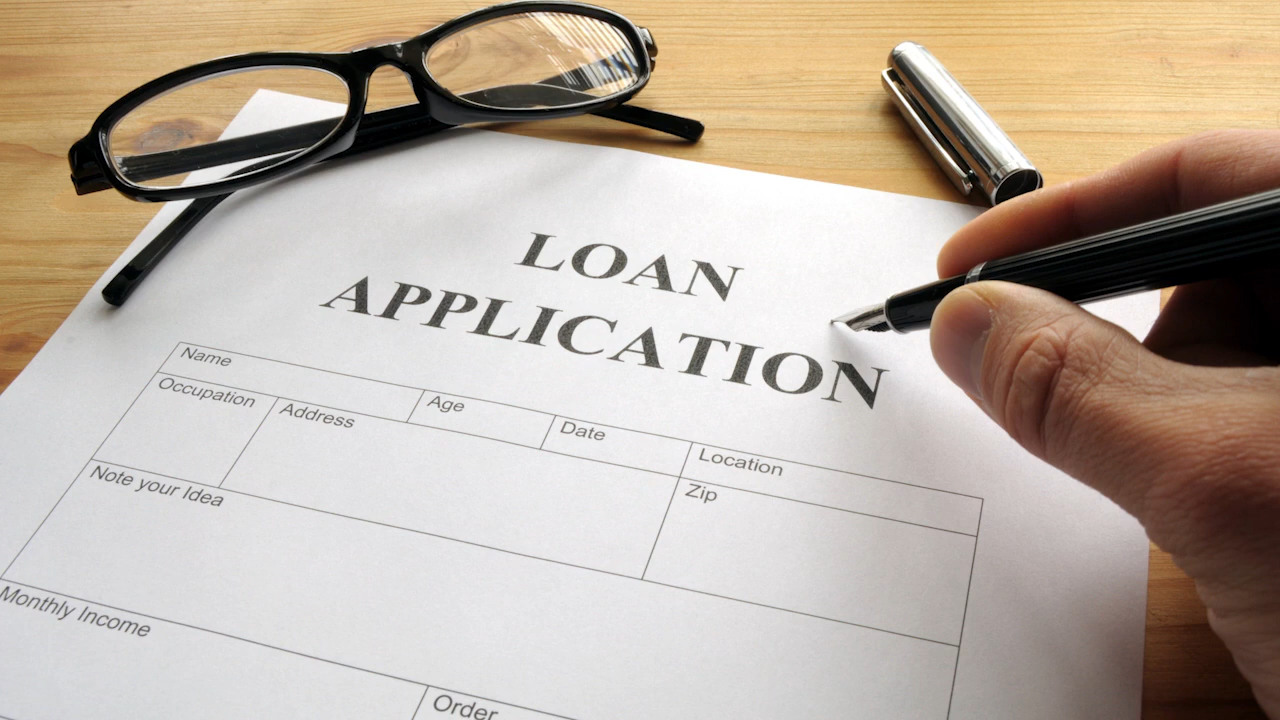 LOAN
APPLICATION
Name
Age
Date
Location
Occupation
Address
Zip
Note your Idea
Monthly Income
Order